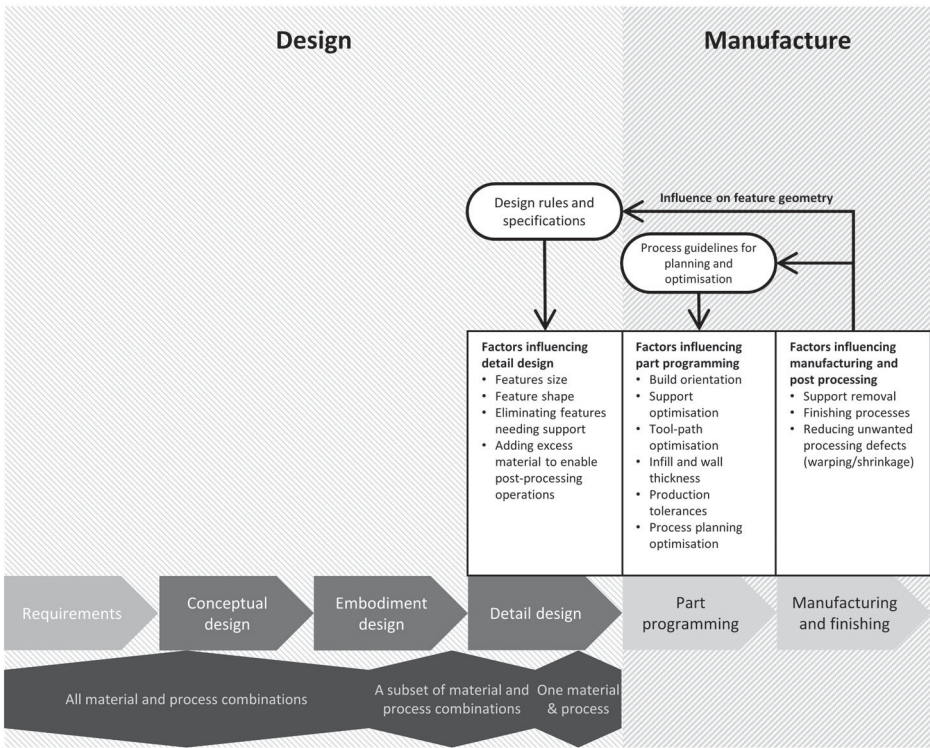 Design
Manufacture
Influence on feature geometry
Design rules and
specifications
Process guidelines for
planning and
optimisation
Factors influencing
detail design
• Features size
• Feature shape
• Eliminating features
needing support
• Adding excess
material to enable
post-processing
operations
Factors influencing
part programming
• Build orientation
• Support
optimisation
• Tool-path
optimisation
• Infill and wall
thickness
• Production
tolerances
• Process planning
optimisation
Factors influencing
manufacturing and
post processing
• Support removal
• Finishing processes
• Reducing unwanted
processing defects
(warping/shrinkage)
Requirements
Conceptual
design
Embodiment
design
Detail design
Part
programming
Manufacturing
and finishing
All material and process combinations
A subset of material and
process combinations
One material
& process